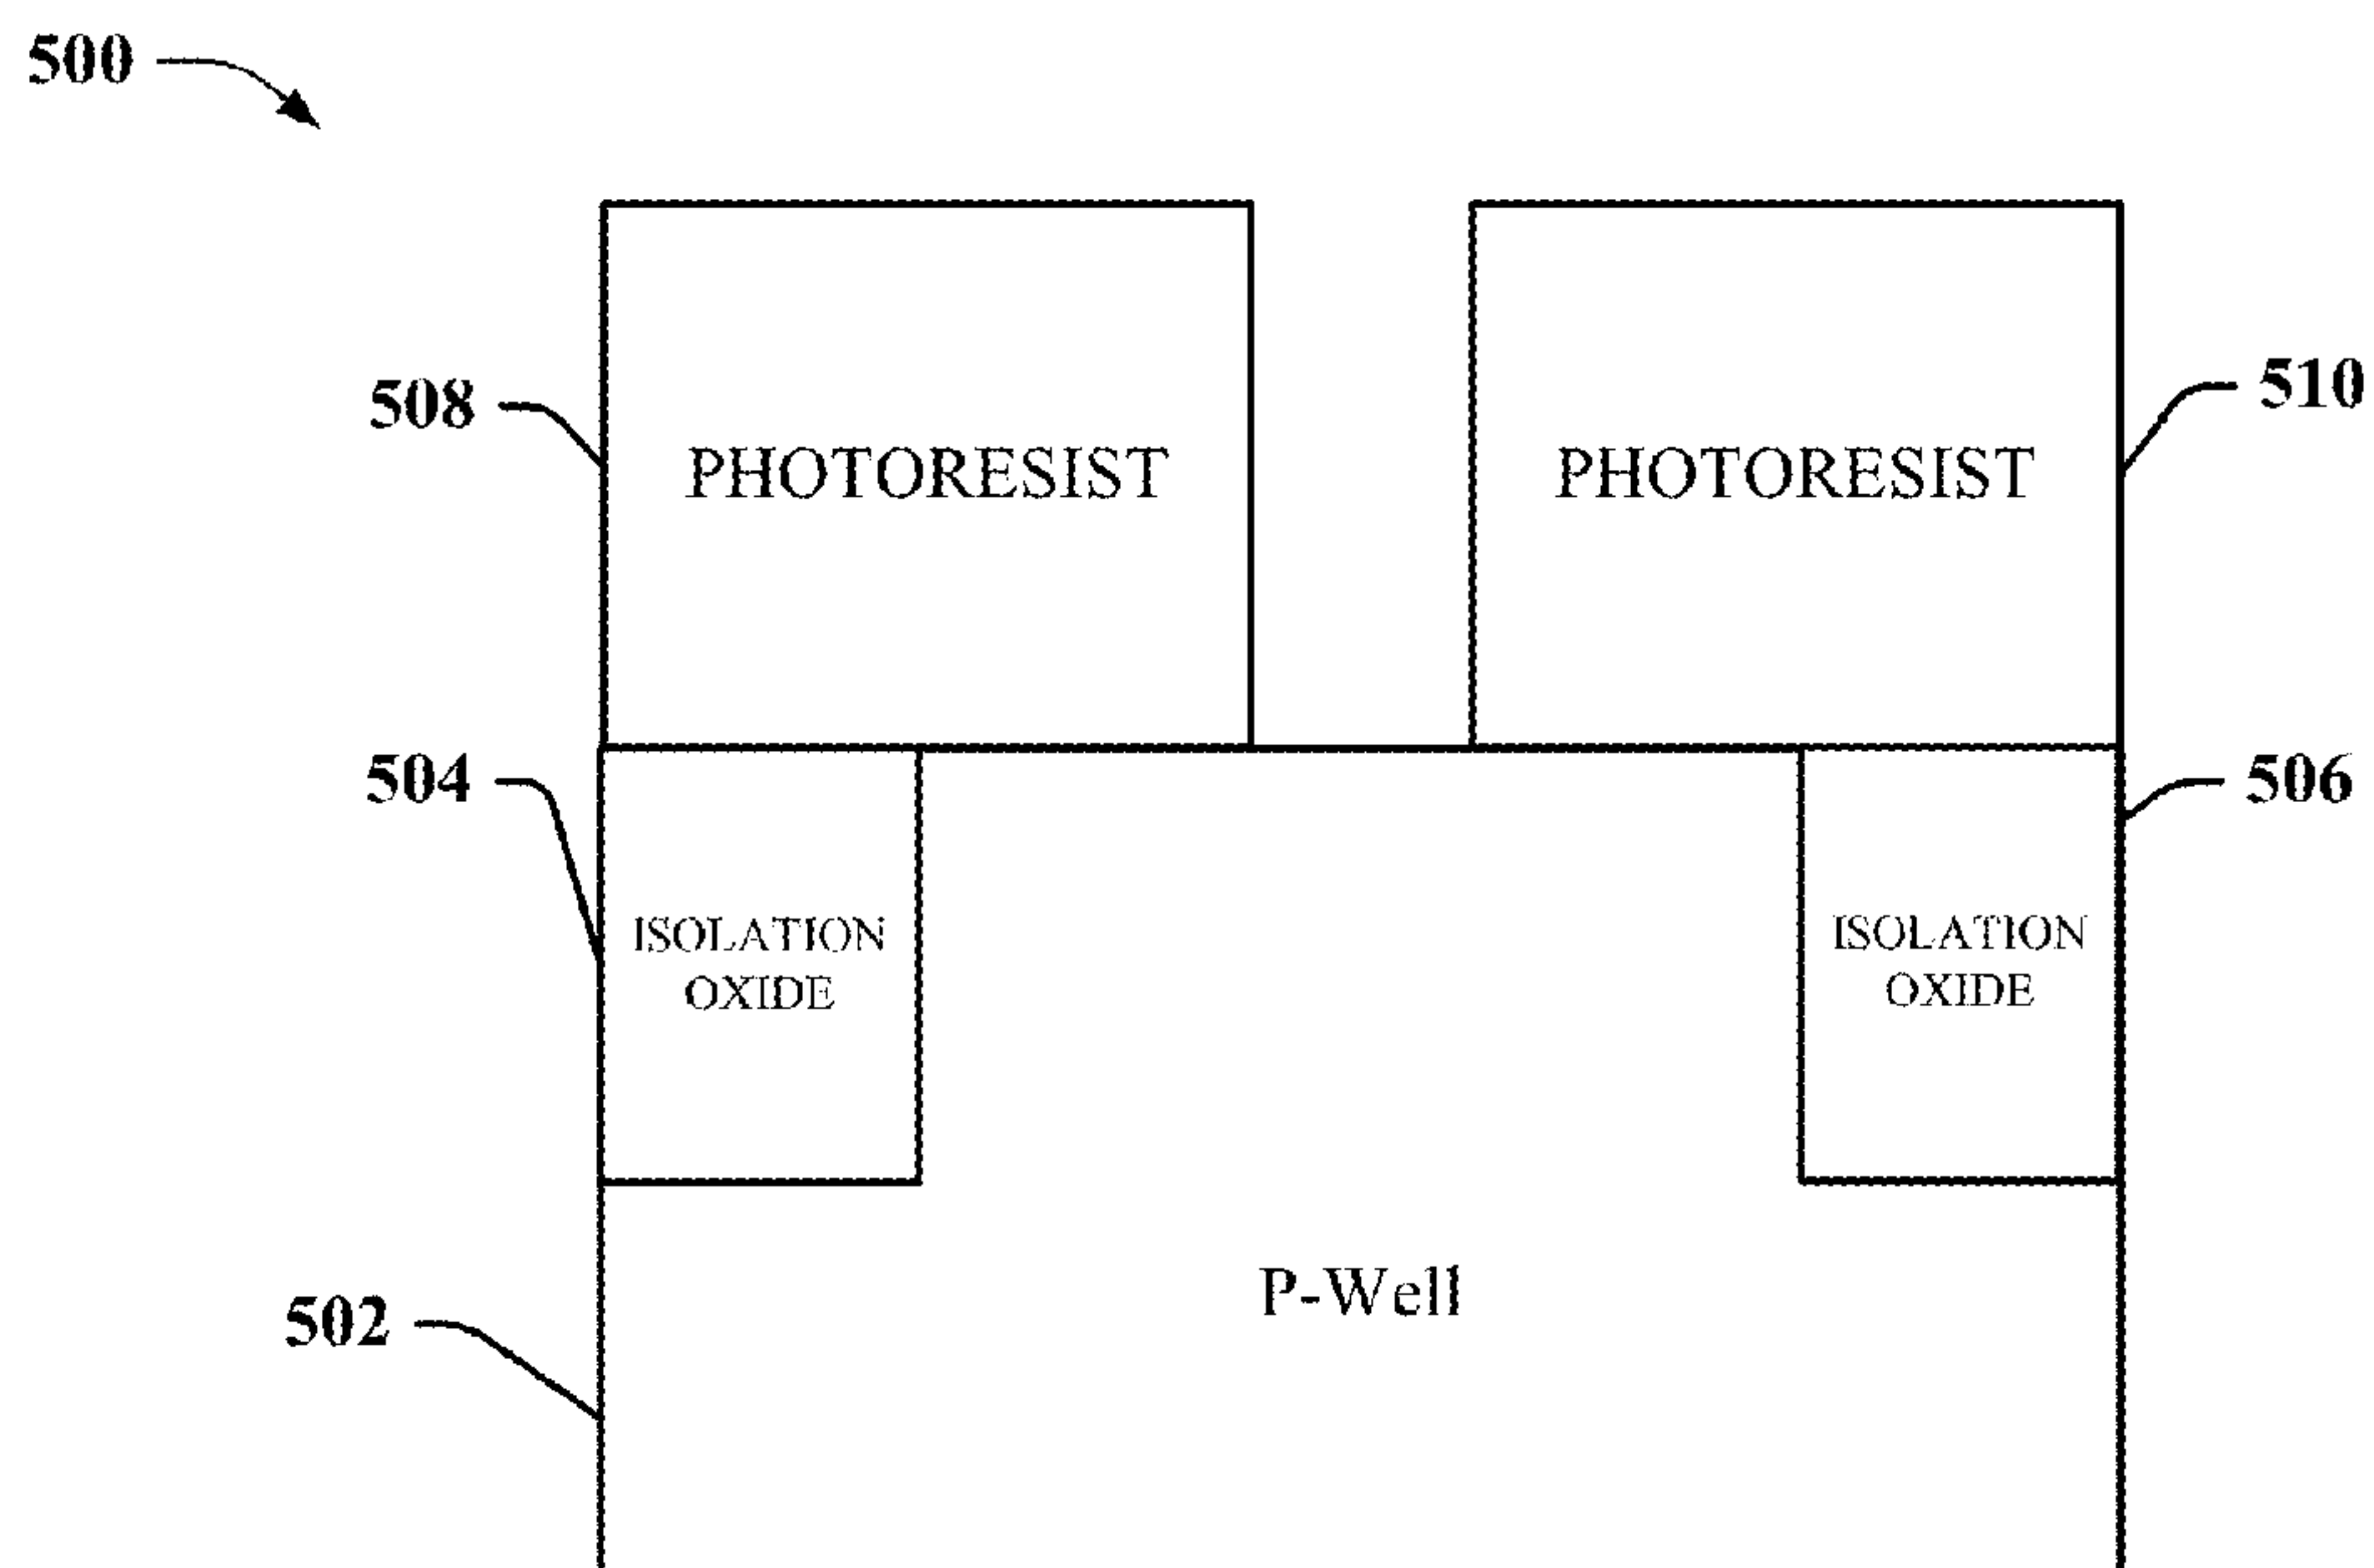 500
508
PHOTORESIST
PHOTORESIST
510
504
506
ISOLATION
OXIDE
ISOLATION
OXIDE
P-Well
502